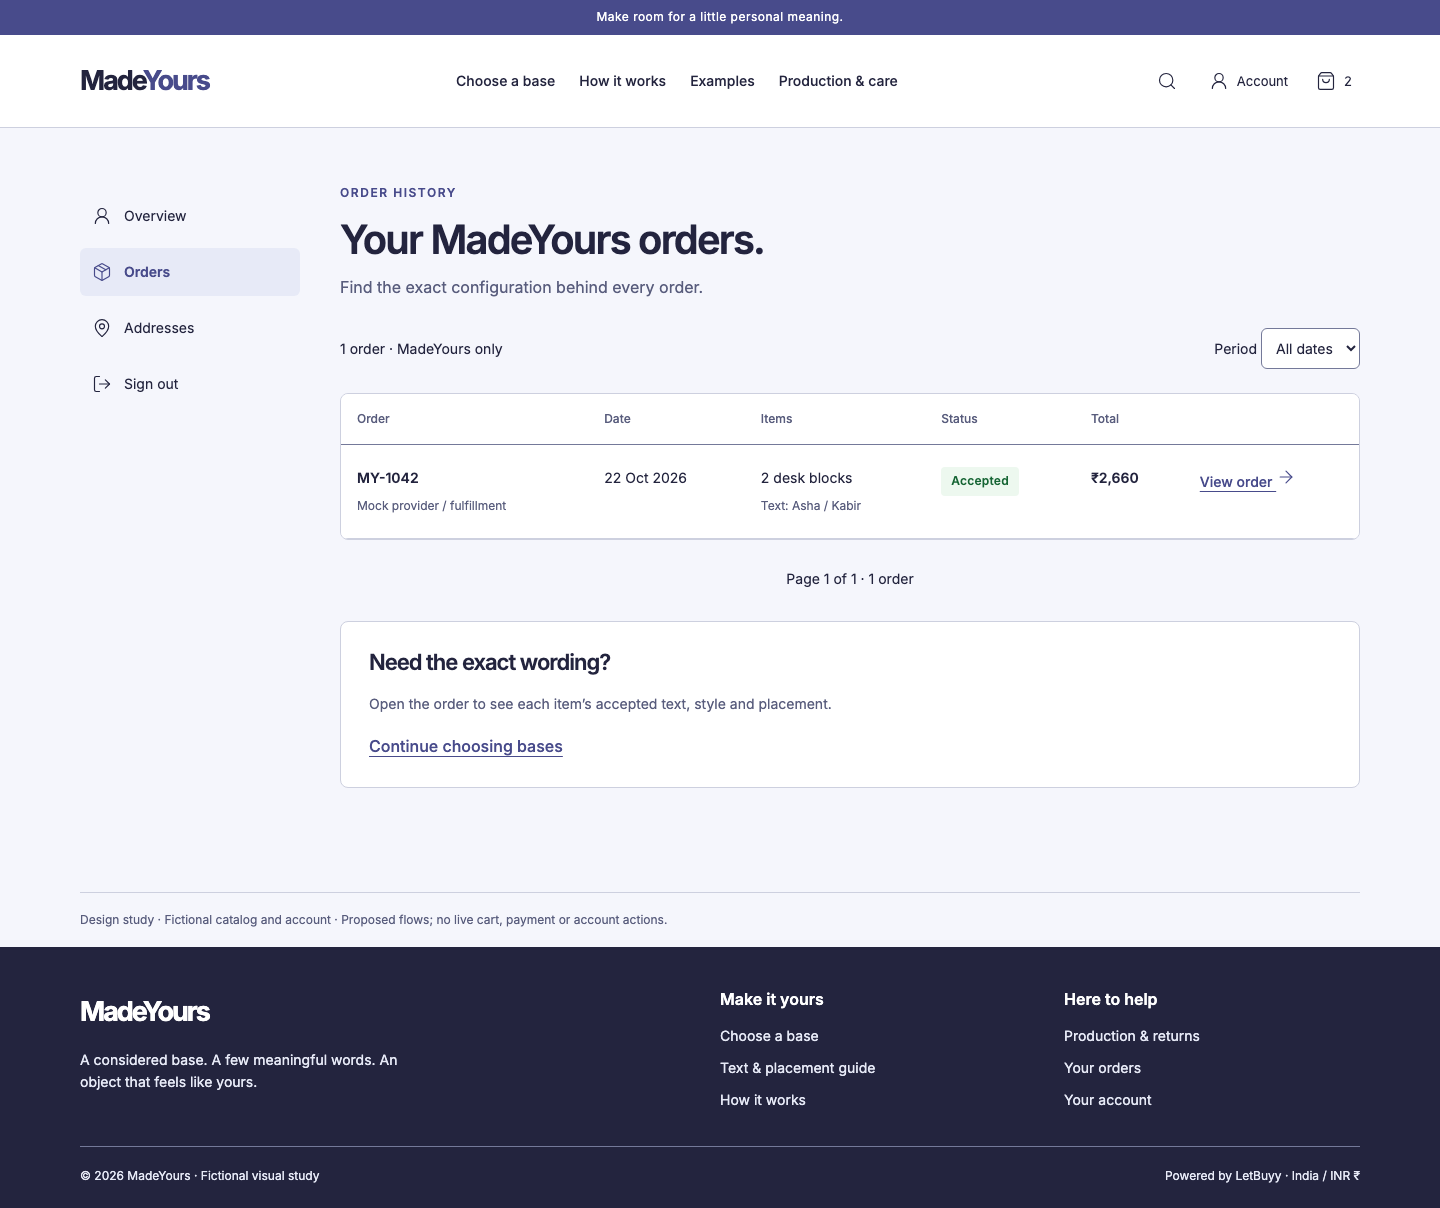 Make room for a little personal meaning.
MadeYours
Choose a base
How it works
Examples
Production & care
Account
2
Overview
Orders
Addresses
Sign out
ORDER HISTORY
Your MadeYours orders.
Find the exact configuration behind every order.
1 order · MadeYours only
Period
All dates
Order
Date
Items
Status
Total
MY-1042
22 Oct 2026
2 desk blocks
Accepted
₹2,660
View order
Mock provider / fulfillment
Text: Asha / Kabir
Page 1 of 1 · 1 order
Need the exact wording?
Open the order to see each item’s accepted text, style and placement.
Continue choosing bases
Design study · Fictional catalog and account · Proposed flows; no live cart, payment or account actions.
MadeYours
A considered base. A few meaningful words. An
object that feels like yours.
Make it yours
Choose a base
Text & placement guide
How it works
Here to help
Production & returns
Your orders
Your account
© 2026 MadeYours · Fictional visual study
Powered by LetBuyy · India / INR ₹